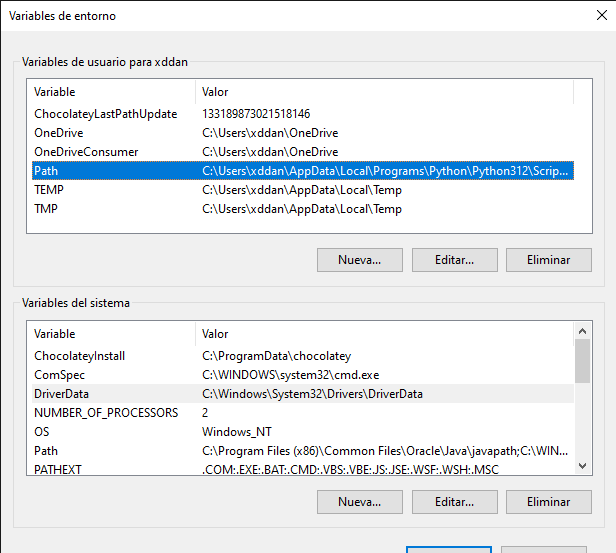 Variables de entorno
Variables de usuario para xddan
Variable Valor
ChocolateyLastPathUpdate 133189873021518146
OneDrive C:\Users\xddan\OneDrive
OneDriveConsumer C:\Users\xddan\OneDrive
Path C:\Users\xddan\AppData\Local\Programs\Python\Python312\Scrip...
TEMP C:\Users\xddan\AppData\Local\Temp
TMP C:\Users\xddan\AppData\Local\Temp
Nueva... Editar... Eliminar
Variables del sistema
Variable Valor
ChocolateyInstall C:\ProgramData\chocolatey
ComSpec C:\WINDOWS\system32\cmd.exe
DriverData C:\Windows\System32\Drivers\DriverData
NUMBER_OF_PROCESSORS 2
OS Windows_NT
Path C:\Program Files (x86)\Common Files\Oracle\Java\javapath;C:\WIN...
PATHEXT .COM;.EXE;.BAT;.CMD;.VBS;.VBE;.JS;.JSE;.WSF;.WSH;.MSC
Nueva... Editar... Eliminar